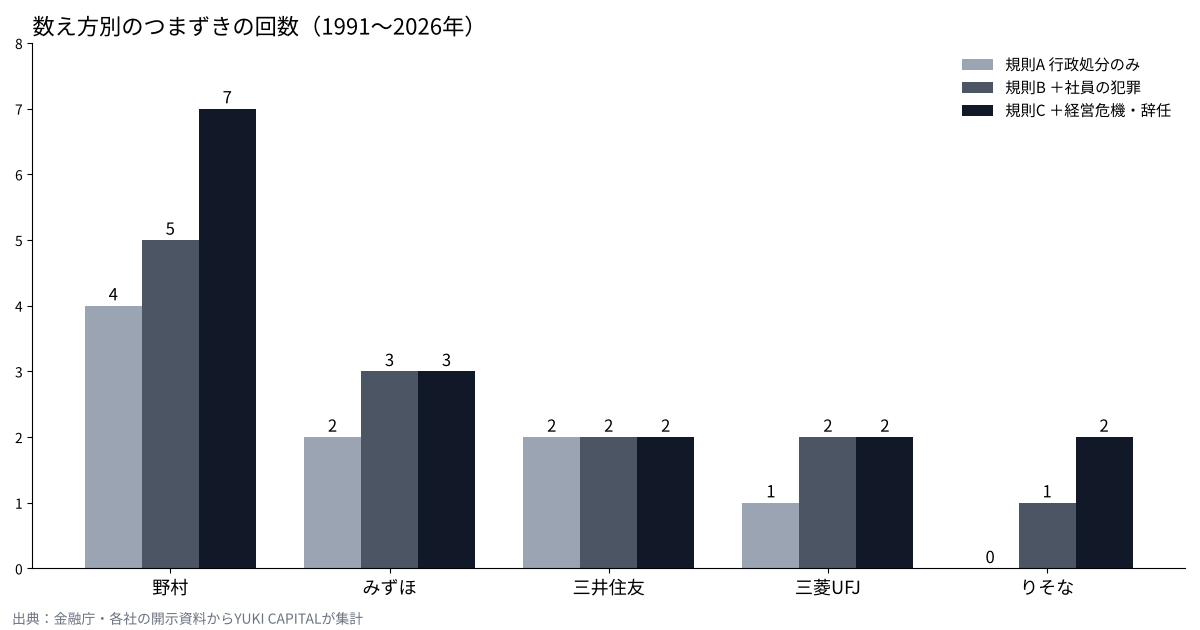 数え方別のつまずきの回数（1991〜2026年）
規則A 行政処分のみ
規則B ＋社員の犯罪
規則C ＋経営危機・辞任
8
7
6
5
4
3
2
1
0
4
5
7
2
3
3
2
2
2
1
2
2
0
1
2
野村
みずほ
三井住友
三菱UFJ
りそな
出典：金融庁・各社の開示資料からYUKI CAPITALが集計